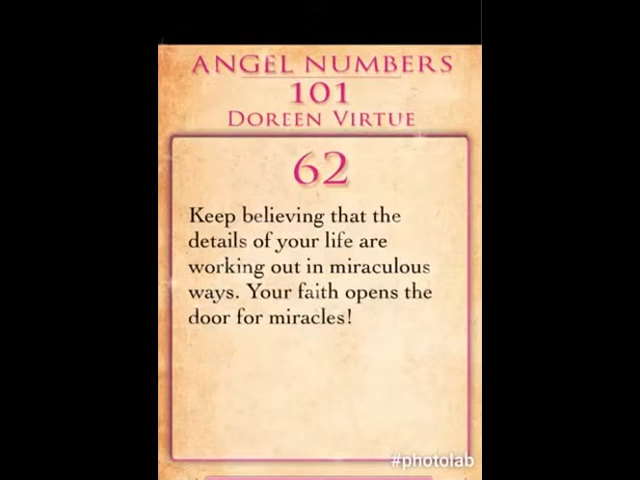 ANGEL NUMBERS
101
DOREEN VIRTUE
62
Keep believing that the
details of your life are
working out in miraculous
ways. Your faith opens the
door for miracles!
#photolab